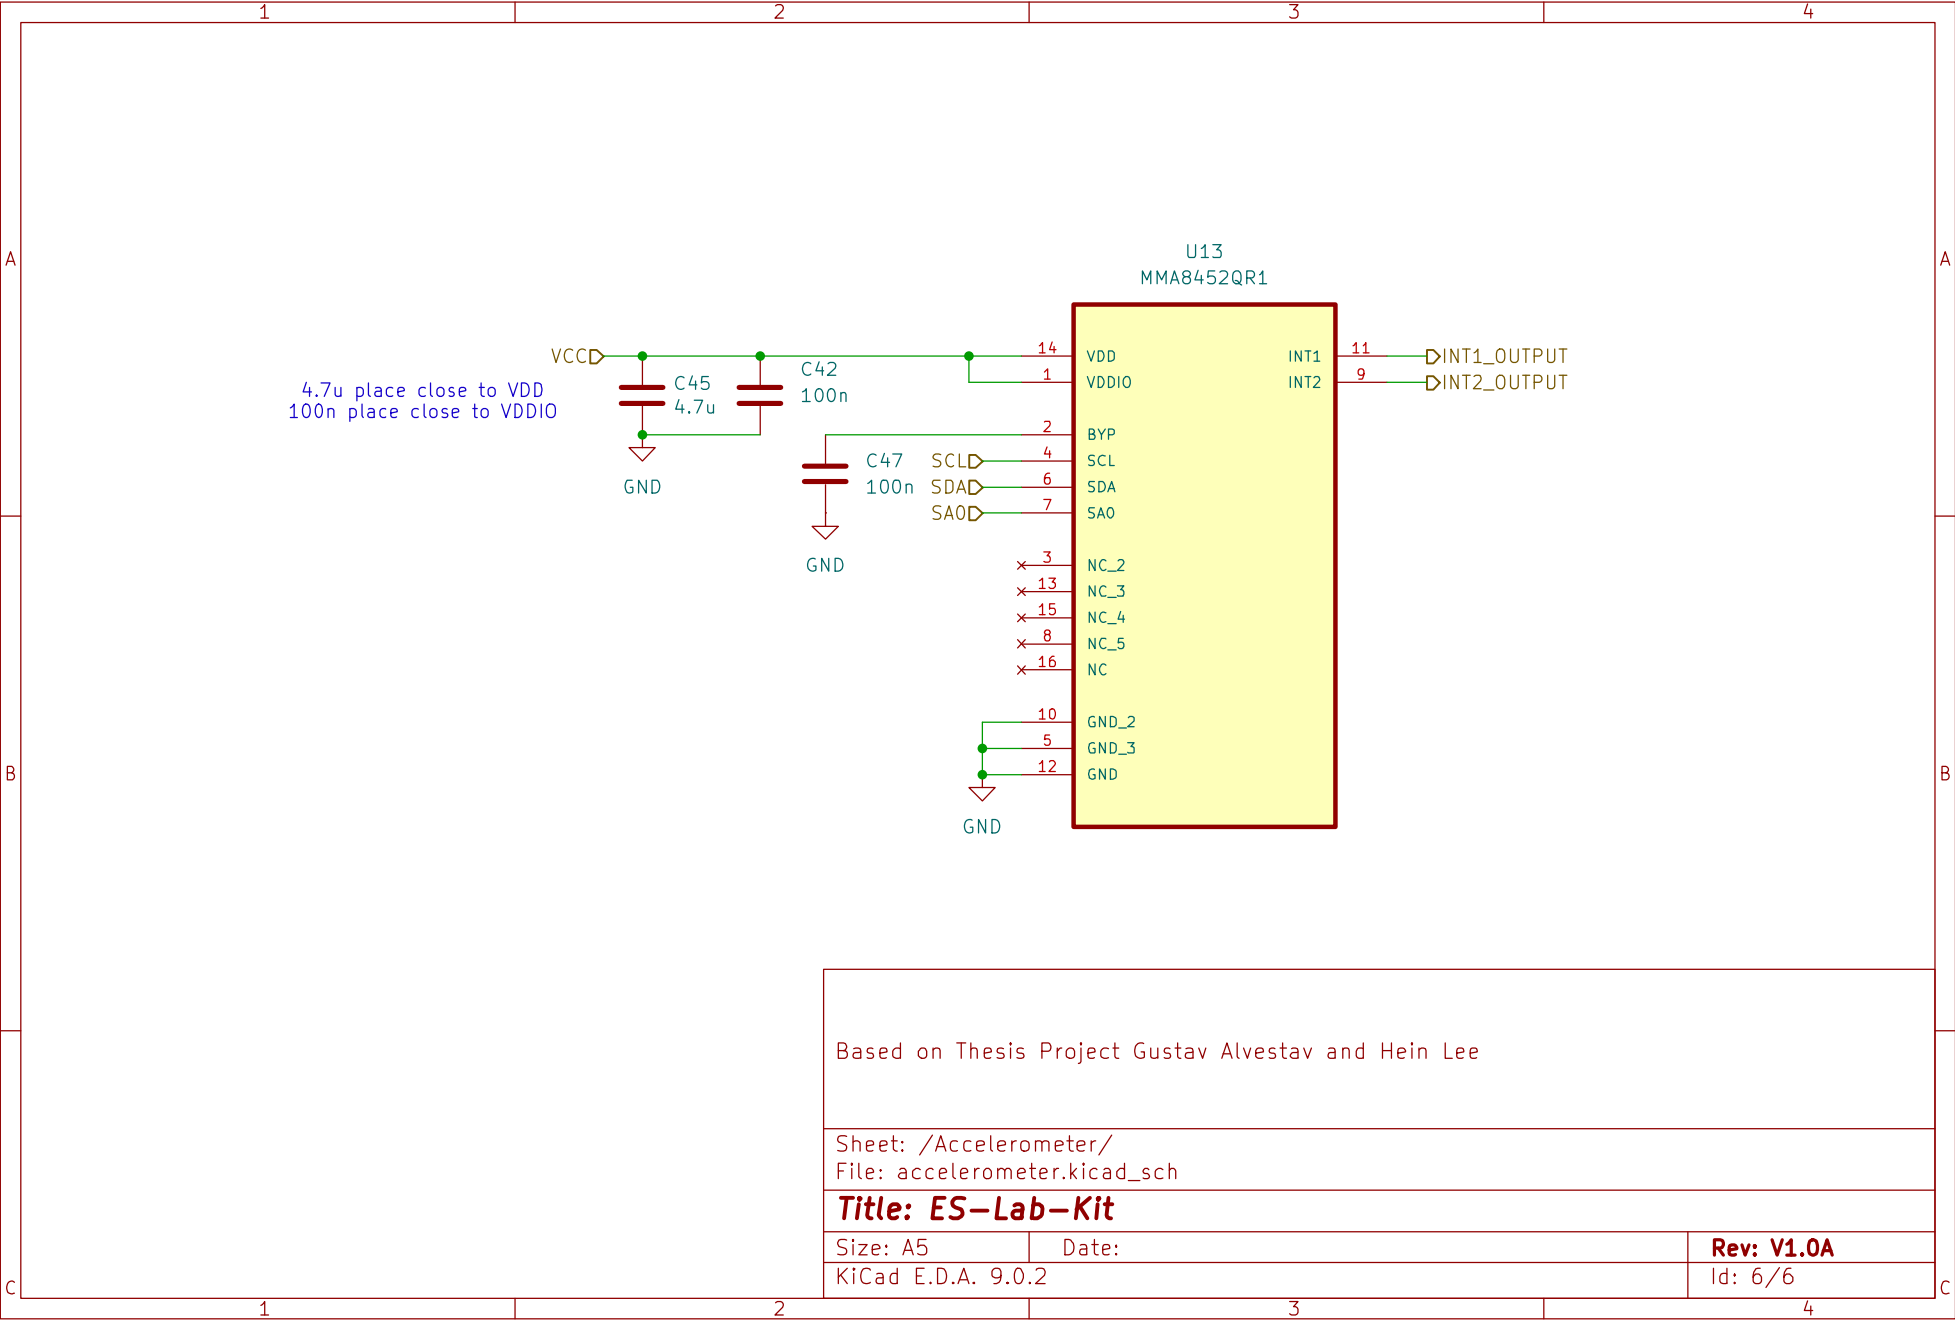 1 2 3 4
A A
U13
MMA8452QR1
VCC
14 VDD
1 VDDIO
INT1 11 INT1_OUTPUT
INT2 9 INT2_OUTPUT
C45
4.7u
C42
100n
4.7u place close to VDD
100n place close to VDDIO
GND
2 BYP
SCL 4 SCL
SDA 6 SDA
SA0 7 SA0
C47
100n
GND
3 NC_2
13 NC_3
15 NC_4
8 NC_5
16 NC
10 GND_2
5 GND_3
12 GND
GND
B B
Based on Thesis Project Gustav Alvestav and Hein Lee
Sheet: /Accelerometer/
File: accelerometer.kicad_sch
Title: ES-Lab-Kit
Size: A5 Date: Rev: V1.0A
KiCad E.D.A. 9.0.2 Id: 6/6
C C
1 2 3 4